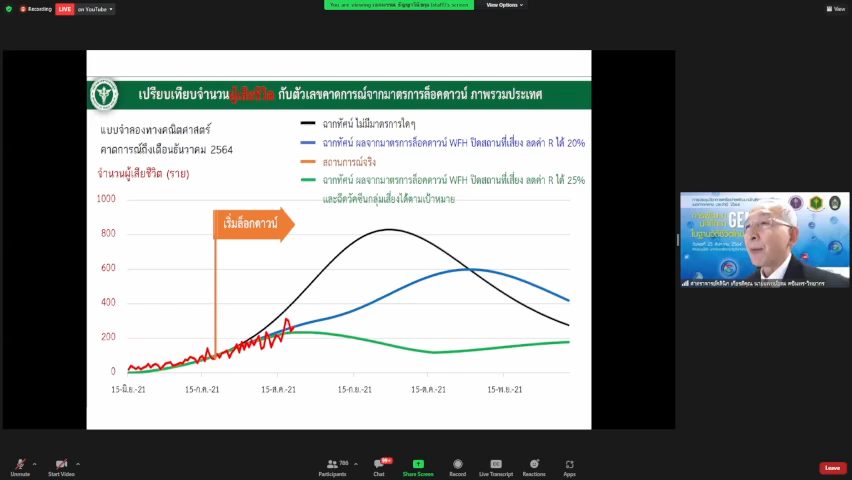 Recording
LIVE
on YouTube
View Options
View
เปรียบเทียบจำนวนผู้เสียชีวิต กับตัวเลขคาดการณ์จากมาตรการล็อคดาวน์ ภาพรวมประเทศ
แบบจำลองทางคณิตศาสตร์
คาดการณ์ถึงเดือนธันวาคม 2564
จำนวนผู้เสียชีวิต (ราย)
ฉากทัศน์ ไม่มีมาตรการใดๆ
ฉากทัศน์ ผลจากมาตรการล็อคดาวน์ WFH ปิดสถานที่เสี่ยง ลดค่า R ได้ 20%
สถานการณ์จริง
ฉากทัศน์ ผลจากมาตรการล็อคดาวน์ WFH ปิดสถานที่เสี่ยง ลดค่า R ได้ 25%
และฉีดวัคซีนกลุ่มเสี่ยงได้ตามเป้าหมาย
1000
800
600
400
200
0
เริ่มล็อกดาวน์
15-มิ.ย.-21
15-ก.ค.-21
15-ส.ค.-21
15-ก.ย.-21
15-ต.ค.-21
15-พ.ย.-21
Unmute
Start Video
786
Participants
99+
Chat
Share Screen
Record
Live Transcript
Reactions
Apps
Leave